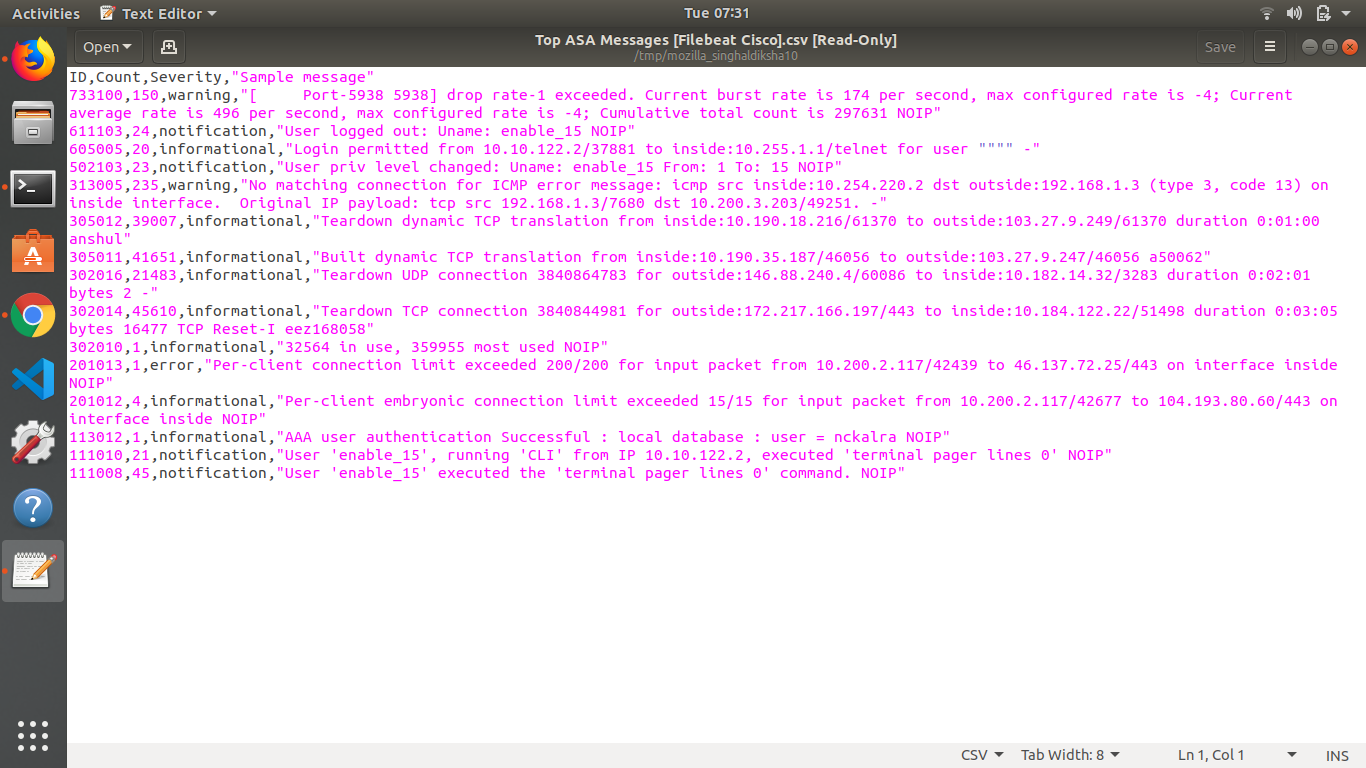 Activities Text Editor Tue 07:31
Open Top ASA Messages [Filebeat Cisco].csv [Read-Only] Save
/tmp/mozilla_singhaldiksha10
ID,Count,Severity,"Sample message"
733100,150,warning,"[     Port-5938 5938] drop rate-1 exceeded. Current burst rate is 174 per second, max configured rate is -4; Current
average rate is 496 per second, max configured rate is -4; Cumulative total count is 297631 NOIP"
611103,24,notification,"User logged out: Uname: enable_15 NOIP"
605005,20,informational,"Login permitted from 10.10.122.2/37881 to inside:10.255.1.1/telnet for user """" -"
502103,23,notification,"User priv level changed: Uname: enable_15 From: 1 To: 15 NOIP"
313005,235,warning,"No matching connection for ICMP error message: icmp src inside:10.254.220.2 dst outside:192.168.1.3 (type 3, code 13) on
inside interface.  Original IP payload: tcp src 192.168.1.3/7680 dst 10.200.3.203/49251. -"
305012,39007,informational,"Teardown dynamic TCP translation from inside:10.190.18.216/61370 to outside:103.27.9.249/61370 duration 0:01:00
anshul"
305011,41651,informational,"Built dynamic TCP translation from inside:10.190.35.187/46056 to outside:103.27.9.247/46056 a50062"
302016,21483,informational,"Teardown UDP connection 3840864783 for outside:146.88.240.4/60086 to inside:10.182.14.32/3283 duration 0:02:01
bytes 2 -"
302014,45610,informational,"Teardown TCP connection 3840844981 for outside:172.217.166.197/443 to inside:10.184.122.22/51498 duration 0:03:05
bytes 16477 TCP Reset-I eez168058"
302010,1,informational,"32564 in use, 359955 most used NOIP"
201013,1,error,"Per-client connection limit exceeded 200/200 for input packet from 10.200.2.117/42439 to 46.137.72.25/443 on interface inside
NOIP"
201012,4,informational,"Per-client embryonic connection limit exceeded 15/15 for input packet from 10.200.2.117/42677 to 104.193.80.60/443 on
interface inside NOIP"
113012,1,informational,"AAA user authentication Successful : local database : user = nckalra NOIP"
111010,21,notification,"User 'enable_15', running 'CLI' from IP 10.10.122.2, executed 'terminal pager lines 0' NOIP"
111008,45,notification,"User 'enable_15' executed the 'terminal pager lines 0' command. NOIP"
CSV Tab Width: 8 Ln 1, Col 1 INS